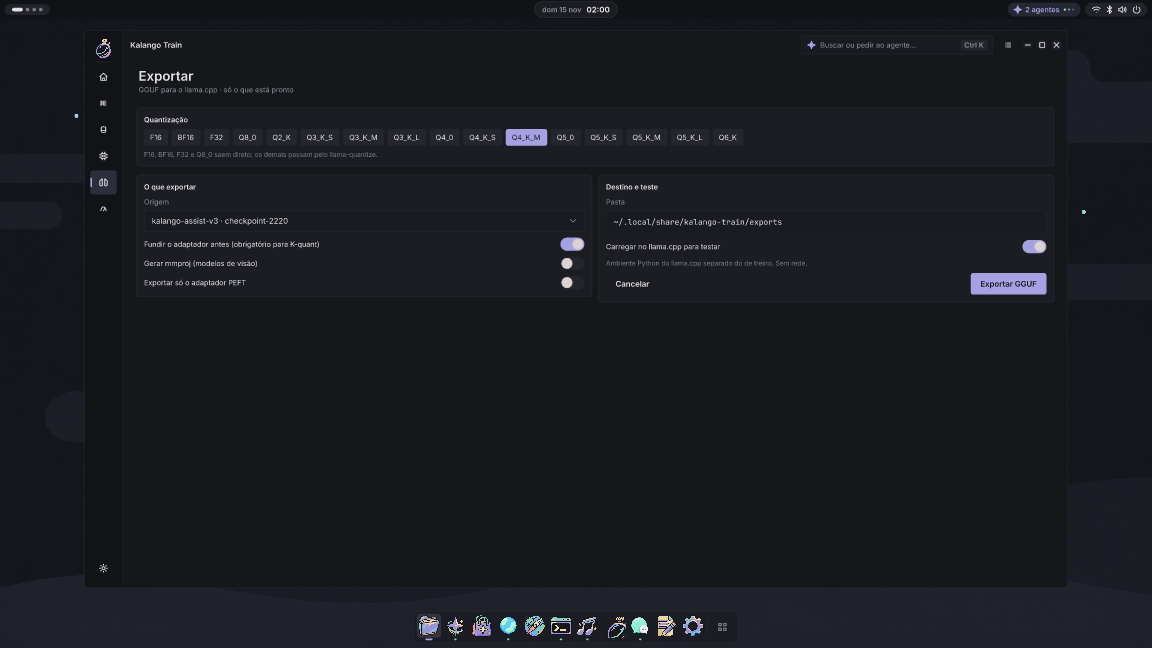 dom 15 nov 02:00
2 agentes
Kalango Train
Buscar ou pedir ao agente... Ctrl K
Exportar
GGUF para o llama.cpp · só o que está pronto
Quantização
F16 BF16 F32 Q8_0 Q2_K Q3_K_S Q3_K_M Q3_K_L Q4_0 Q4_K_S Q4_K_M Q5_0 Q5_K_S Q5_K_M Q5_K_L Q6_K
F16, BF16, F32 e Q8_0 saem direto; os demais passam pelo llama-quantize.
O que exportar
Origem
kalango-assist-v3 · checkpoint-2220
Fundir o adaptador antes (obrigatório para K-quant)
Gerar mmproj (modelos de visão)
Exportar só o adaptador PEFT
Destino e teste
Pasta
~/.local/share/kalango-train/exports
Carregar no llama.cpp para testar
Ambiente Python do llama.cpp separado do de treino. Sem rede.
Cancelar
Exportar GGUF